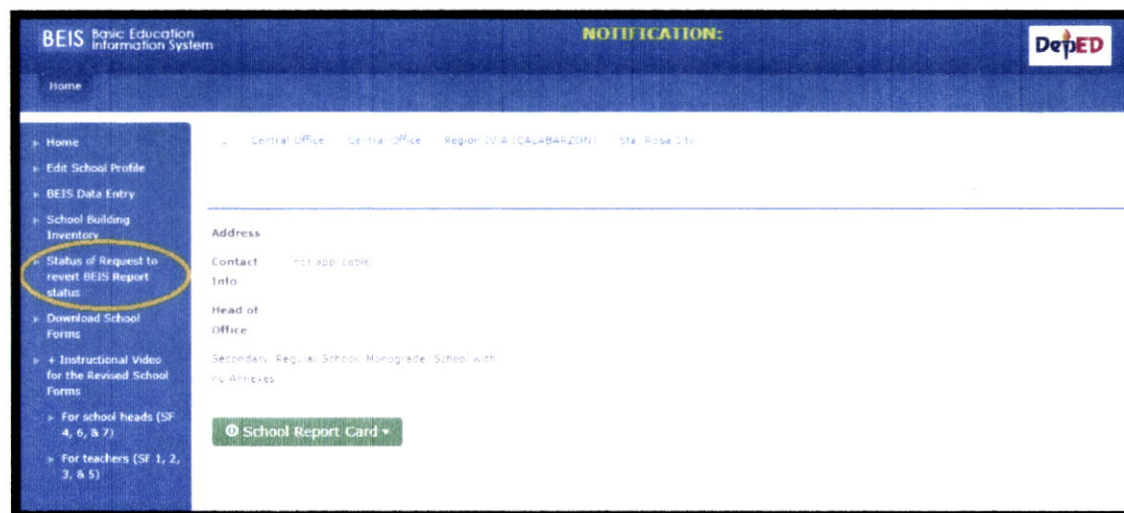 BEIS Basic Education
Information System
NOTIFICATION:
DepED
Home
Home
Edit School Profile
BEIS Data Entry
School Building
Inventory
Status of Request to
revert BEIS Report
status
Download School
Forms
+ Instructional Video
for the Revised School
Forms
For school heads (SF
4, 6, & 7)
For teachers (SF 1, 2,
3, & 5)
Central Office Central Office Region IV-A (CALABARZON) Sta. Rosa City
Address
Contact not applicable
Info
Head of
Office
Secondary, Regular School, Monograde, School with
no Annexes
School Report Card